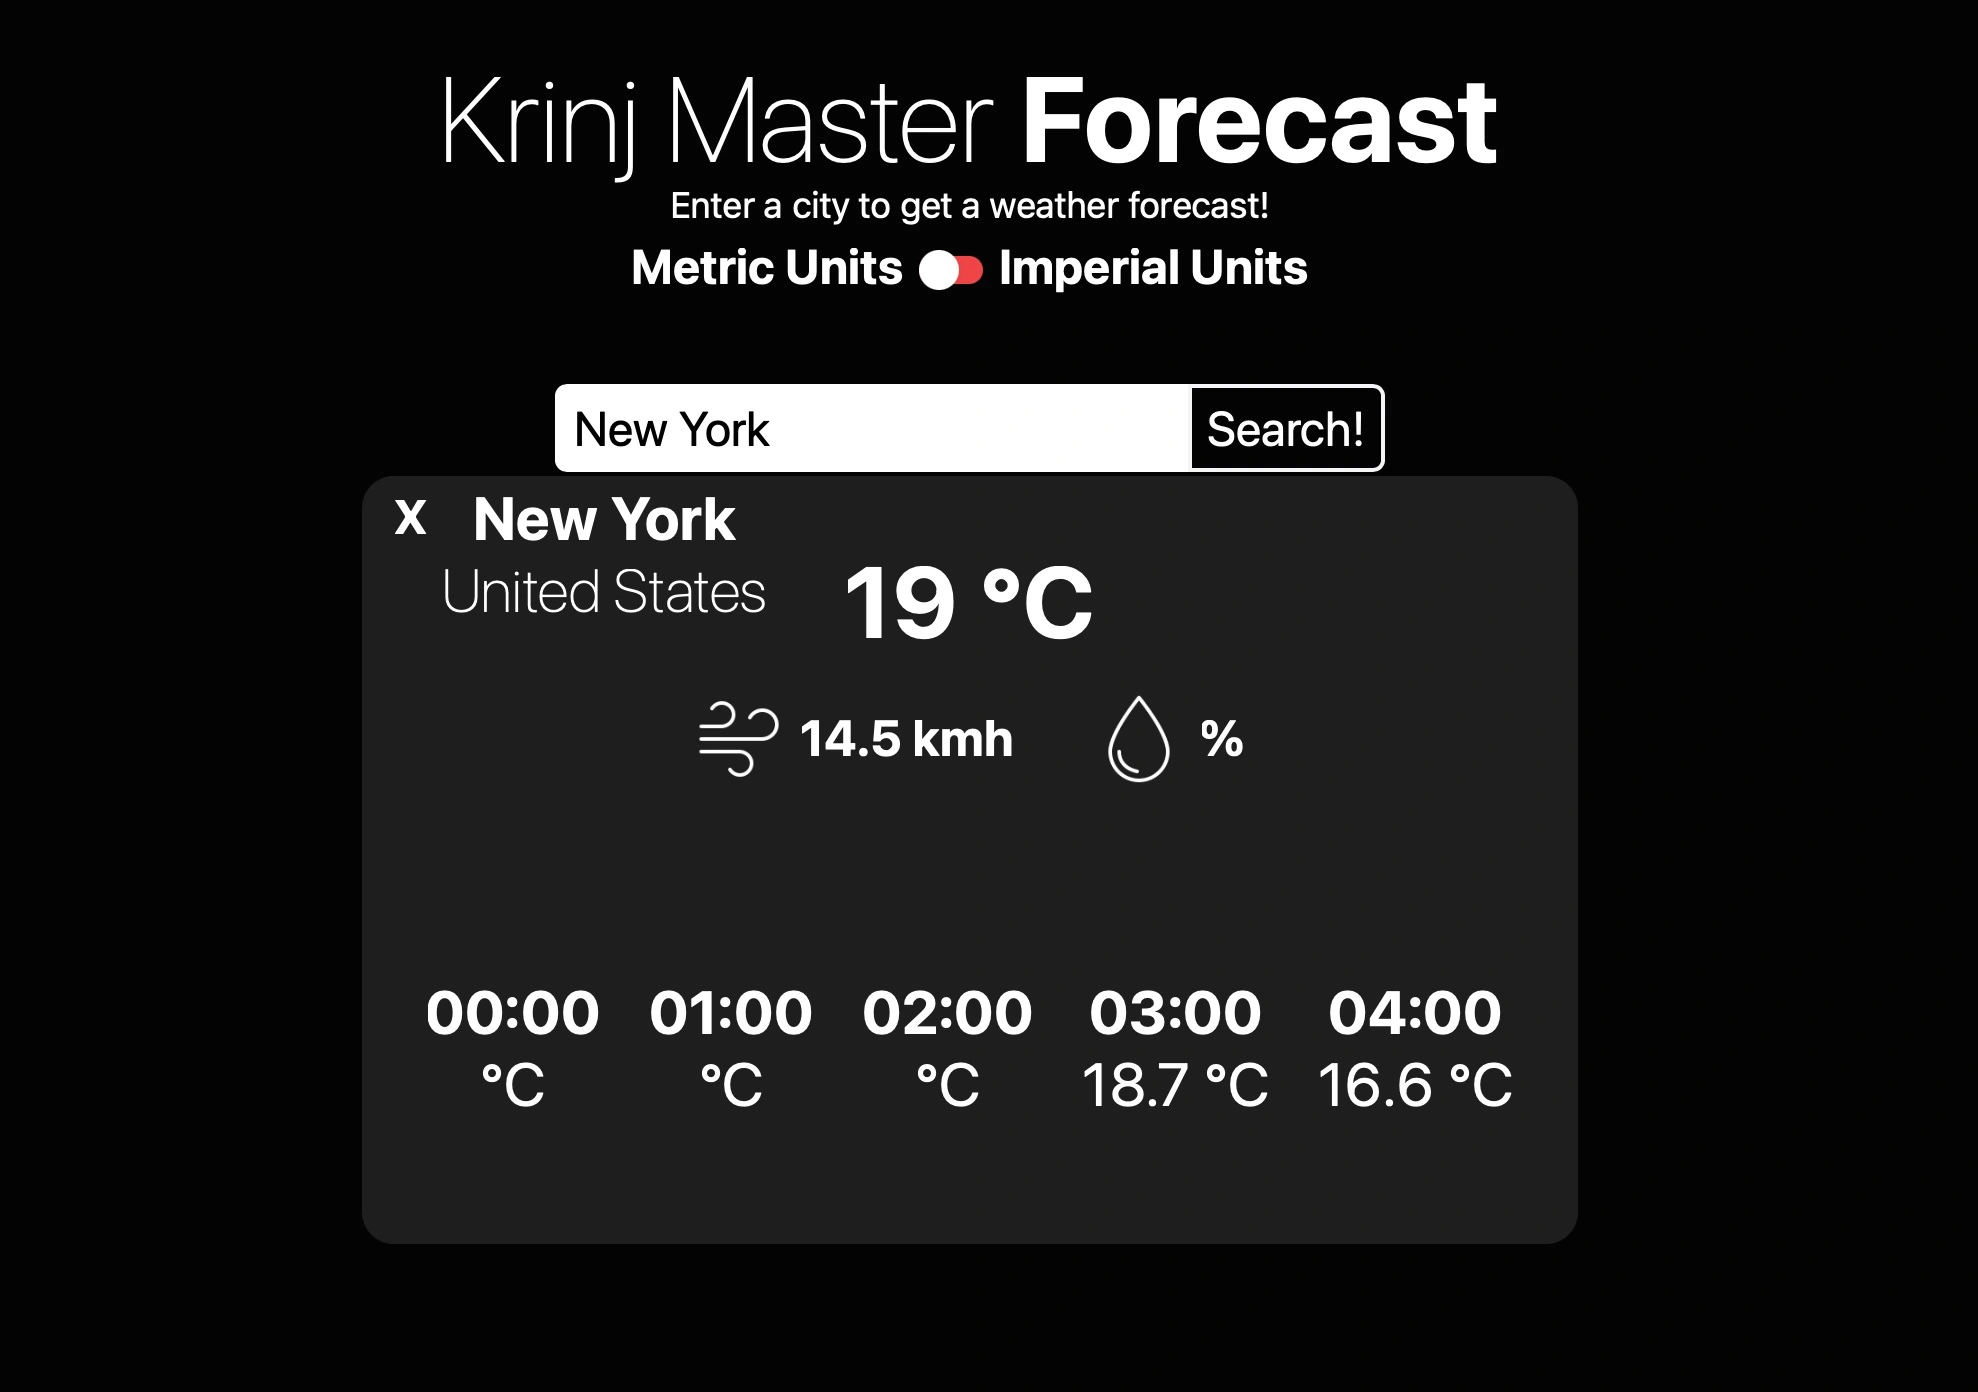 Krinj Master Forecast
Enter a city to get a weather forecast!
Metric Units Imperial Units
New York Search!
X New York
United States 19 °C
14.5 kmh %
00:00 01:00 02:00 03:00 04:00
°C °C °C 18.7 °C 16.6 °C